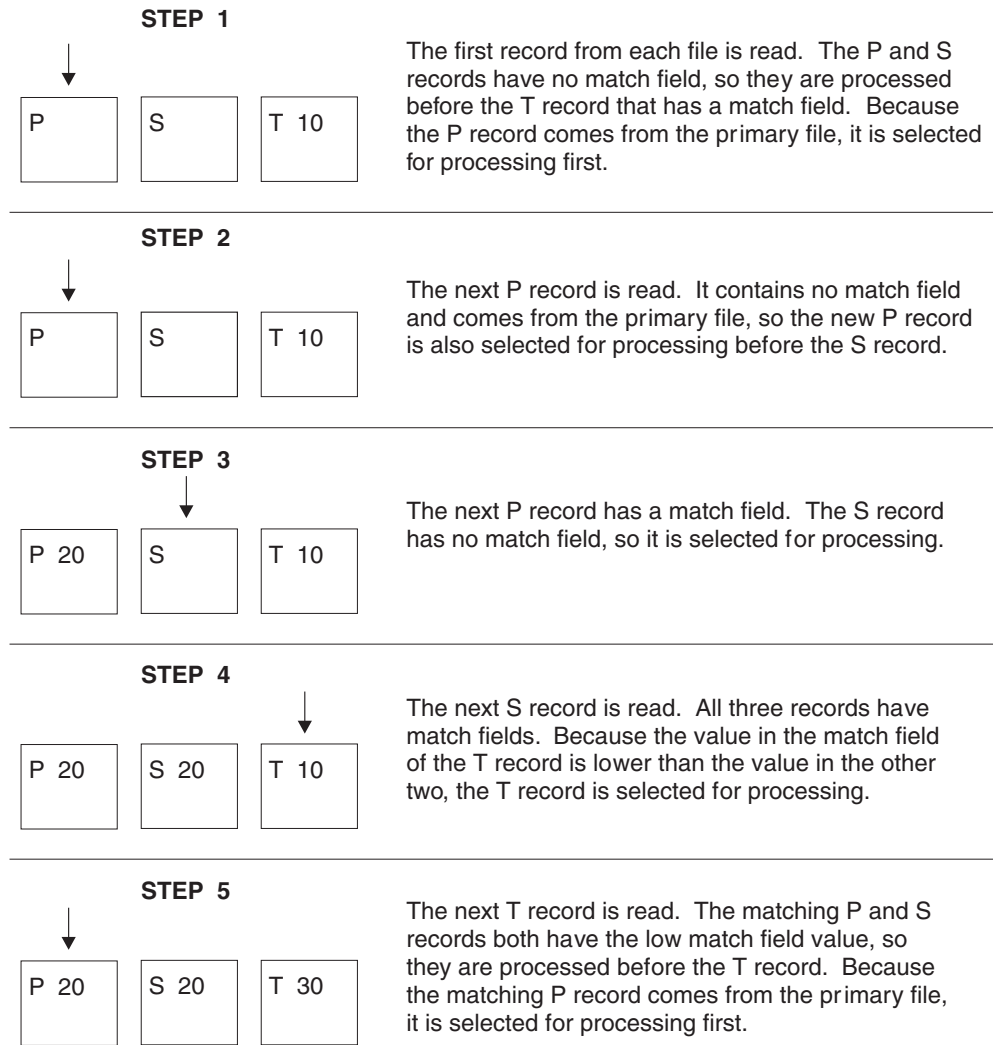 STEP 1
P
S
T 10
The first record from each file is read. The P and S
records have no match field, so they are processed
before the T record that has a match field. Because
the P record comes from the primary file, it is selected
for processing first.
STEP 2
P
S
T 10
The next P record is read. It contains no match field
and comes from the primary file, so the new P record
is also selected for processing before the S record.
STEP 3
P 20
S
T 10
The next P record has a match field. The S record
has no match field, so it is selected for processing.
STEP 4
P 20
S 20
T 10
The next S record is read. All three records have
match fields. Because the value in the match field
of the T record is lower than the value in the other
two, the T record is selected for processing.
STEP 5
P 20
S 20
T 30
The next T record is read. The matching P and S
records both have the low match field value, so
they are processed before the T record. Because
the matching P record comes from the primary file,
it is selected for processing first.